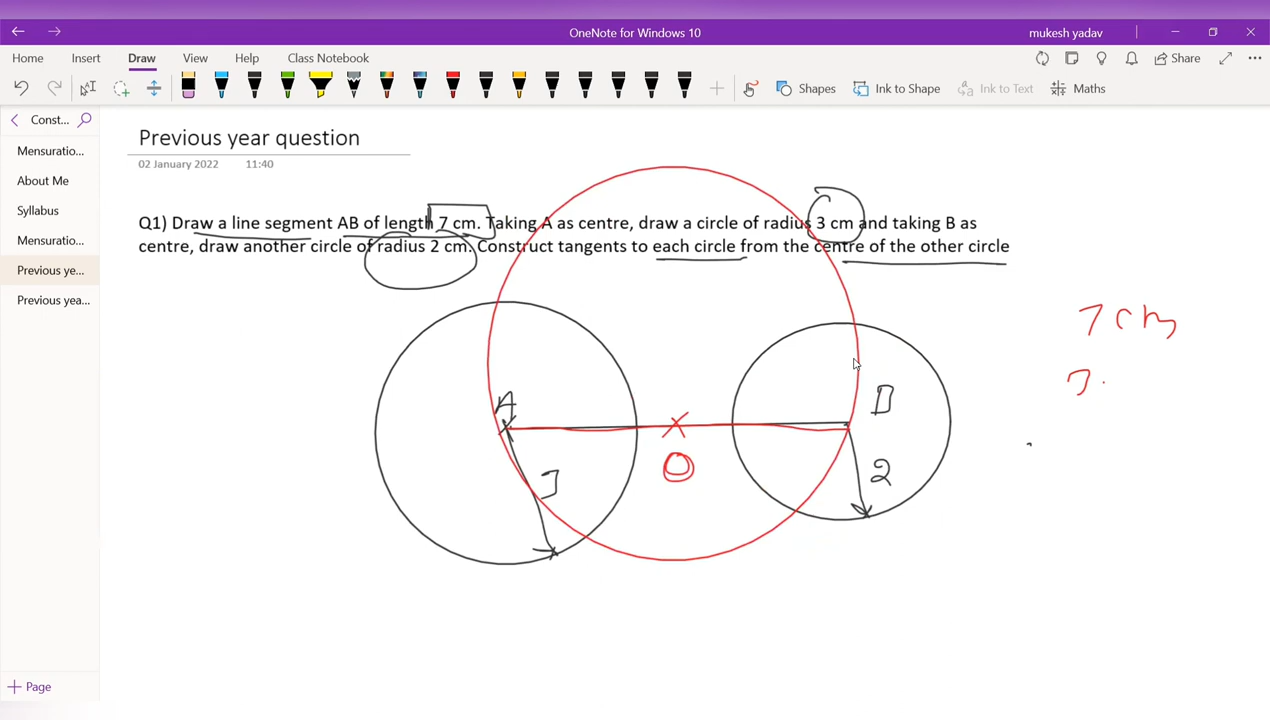 OneNote for Windows 10
mukesh yadav
Home Insert Draw View Help Class Notebook
Share
Shapes Ink to Shape Ink to Text Maths
Const...
Mensuratio...
About Me
Syllabus
Mensuratio...
Previous ye...
Previous yea...
Page
Previous year question
02 January 2022 11:40
Q1) Draw a line segment AB of length 7 cm. Taking A as centre, draw a circle of radius 3 cm and taking B as
centre, draw another circle of radius 2 cm. Construct tangents to each circle from the centre of the other circle
7 cm
3.
A
B
O
3
2